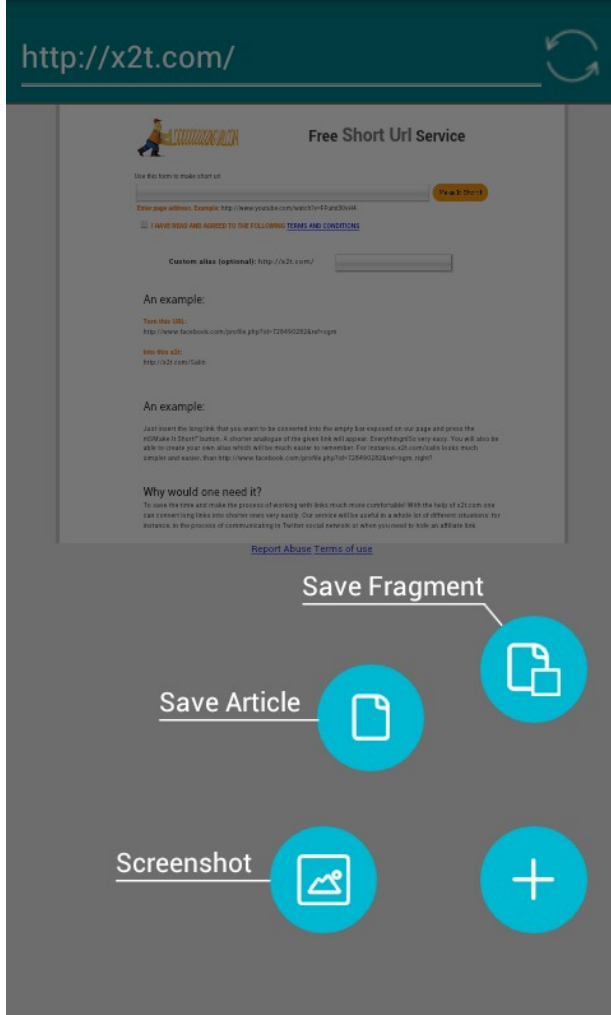 http://x2t.com/
Free Short Url Service
Use this form to make short url
Make It Short!
Enter page address. Example: http://www.youtube.com/
I HAVE READ AND AGREED TO THE FOLLOWING TERMS AND CONDITIONS
Custom alias (optional): http://x2t.com/
An example:
Turn this URL:
http://www.facebook.com/profile.php?id=728490282&ref=sgm
Into this x2t:
http://x2t.com/Salin
An example:
Just insert the long link that you want to be converted into the empty bar exposed on our page and press the
"Make It Short!" button. A shorter analogue of the given link will appear. Everything! So very easy. You will also be
able to create your own alias which will be much easier to remember. For instance, x2t.com/salin looks much
simpler and easier, than http://www.facebook.com/profile.php?id=728490282&ref=sgm, right?
Why would one need it?
To save the time and make the process of working with links much more comfortable! With the help of x2t.com one
can convert long links into shorter ones very easily. Our service will be useful in a whole lot of different situations: for
instance, in the process of communicating in Twitter social network or when you need to hide an affiliate link.
Report Abuse Terms of use
Save Fragment
Save Article
Screenshot